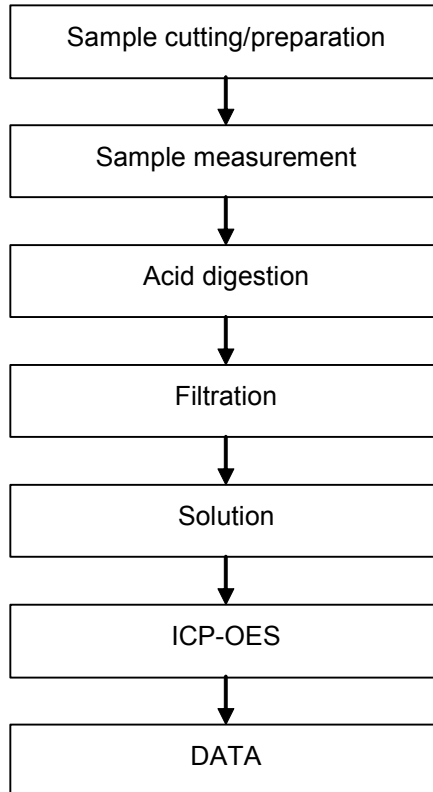 Sample cutting/preparation
Sample measurement
Acid digestion
Filtration
Solution
ICP-OES
DATA